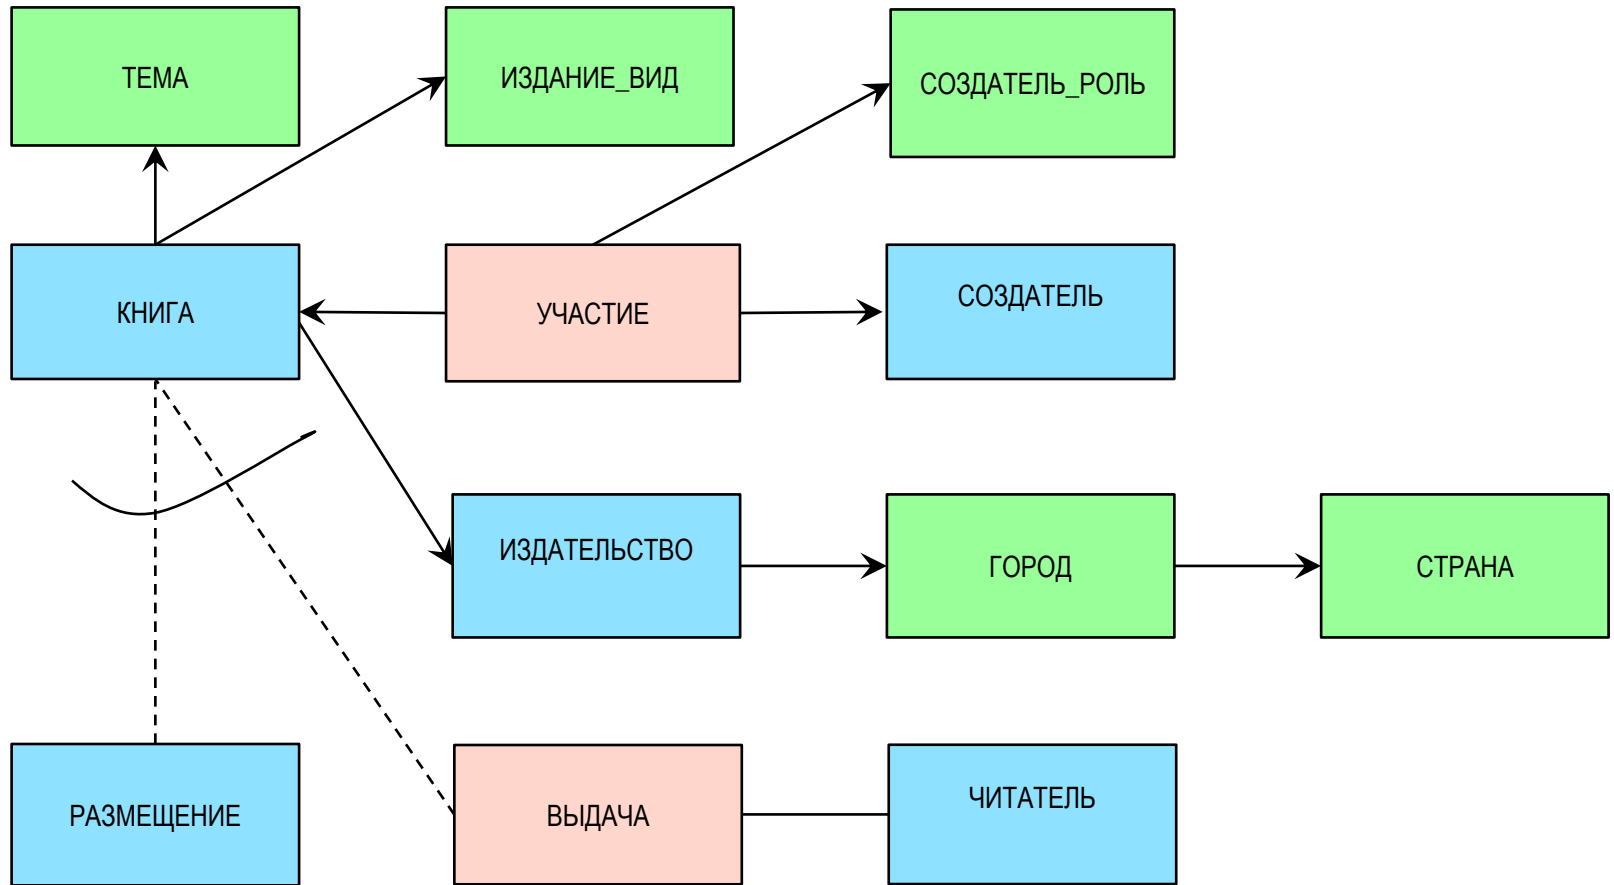 ТЕМА
ИЗДАНИЕ_ВИД
СОЗДАТЕЛЬ_РОЛЬ
КНИГА
УЧАСТИЕ
СОЗДАТЕЛЬ
ИЗДАТЕЛЬСТВО
ГОРОД
СТРАНА
РАЗМЕЩЕНИЕ
ВЫДАЧА
ЧИТАТЕЛЬ